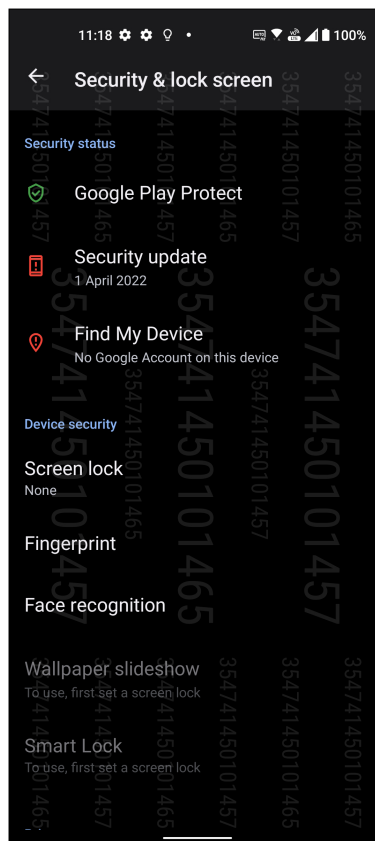 11:18 100%
Security & lock screen
Security status
Google Play Protect
Security update
1 April 2022
Find My Device
No Google Account on this device
Device security
Screen lock
None
Fingerprint
Face recognition
Wallpaper slideshow
To use, first set a screen lock
Smart Lock
To use, first set a screen lock
354741450101457
354741450101465